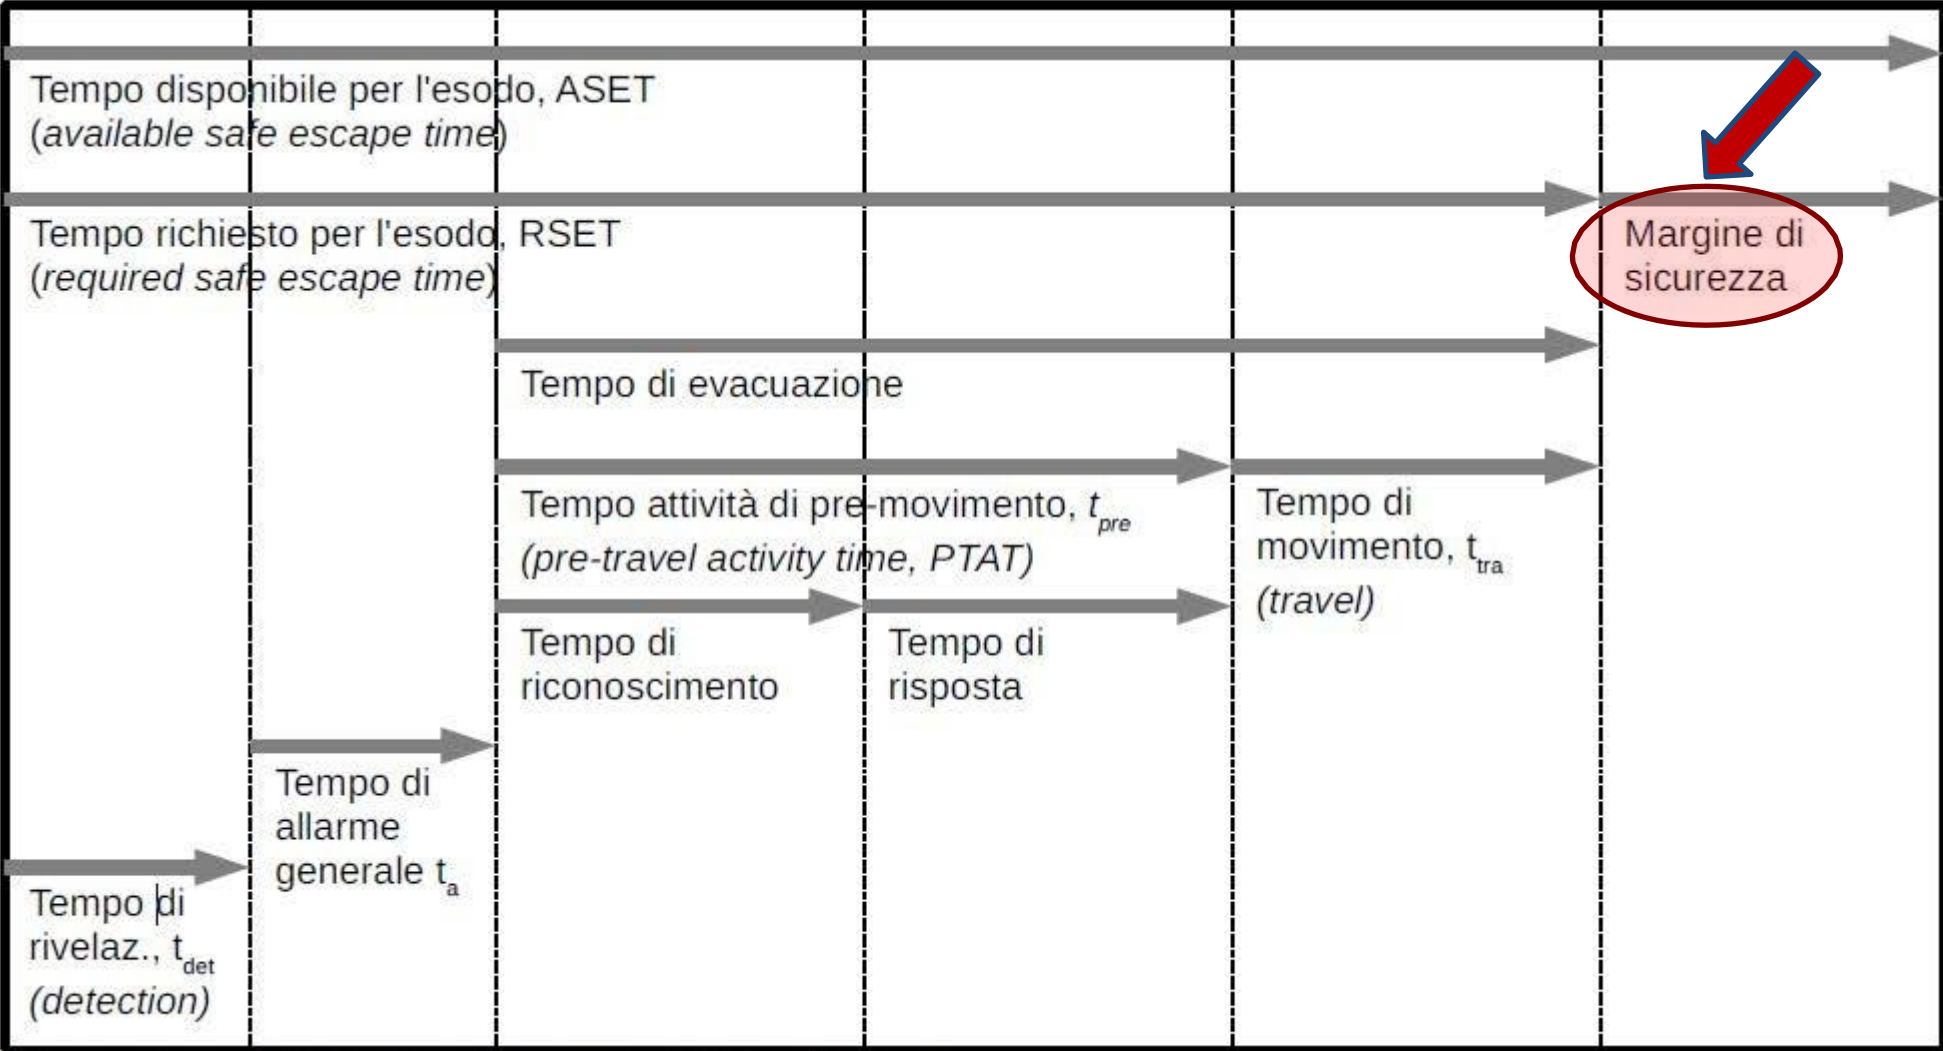 Tempo disponibile per l'esodo, ASET
(available safe escape time)
Tempo richiesto per l'esodo, RSET
(required safe escape time)
Margine di
sicurezza
Tempo di evacuazione
Tempo attività di pre-movimento, tpre
(pre-travel activity time, PTAT)
Tempo di
movimento, ttra
(travel)
Tempo di
riconoscimento
Tempo di
risposta
Tempo di
allarme
generale ta
Tempo di
rivelaz., tdet
(detection)